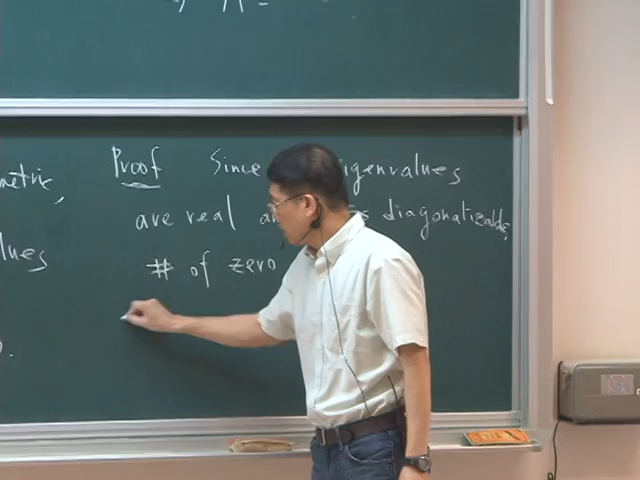 metric,
lues
Proof Since eigenvalues
are real diagonalizable,
# of zero